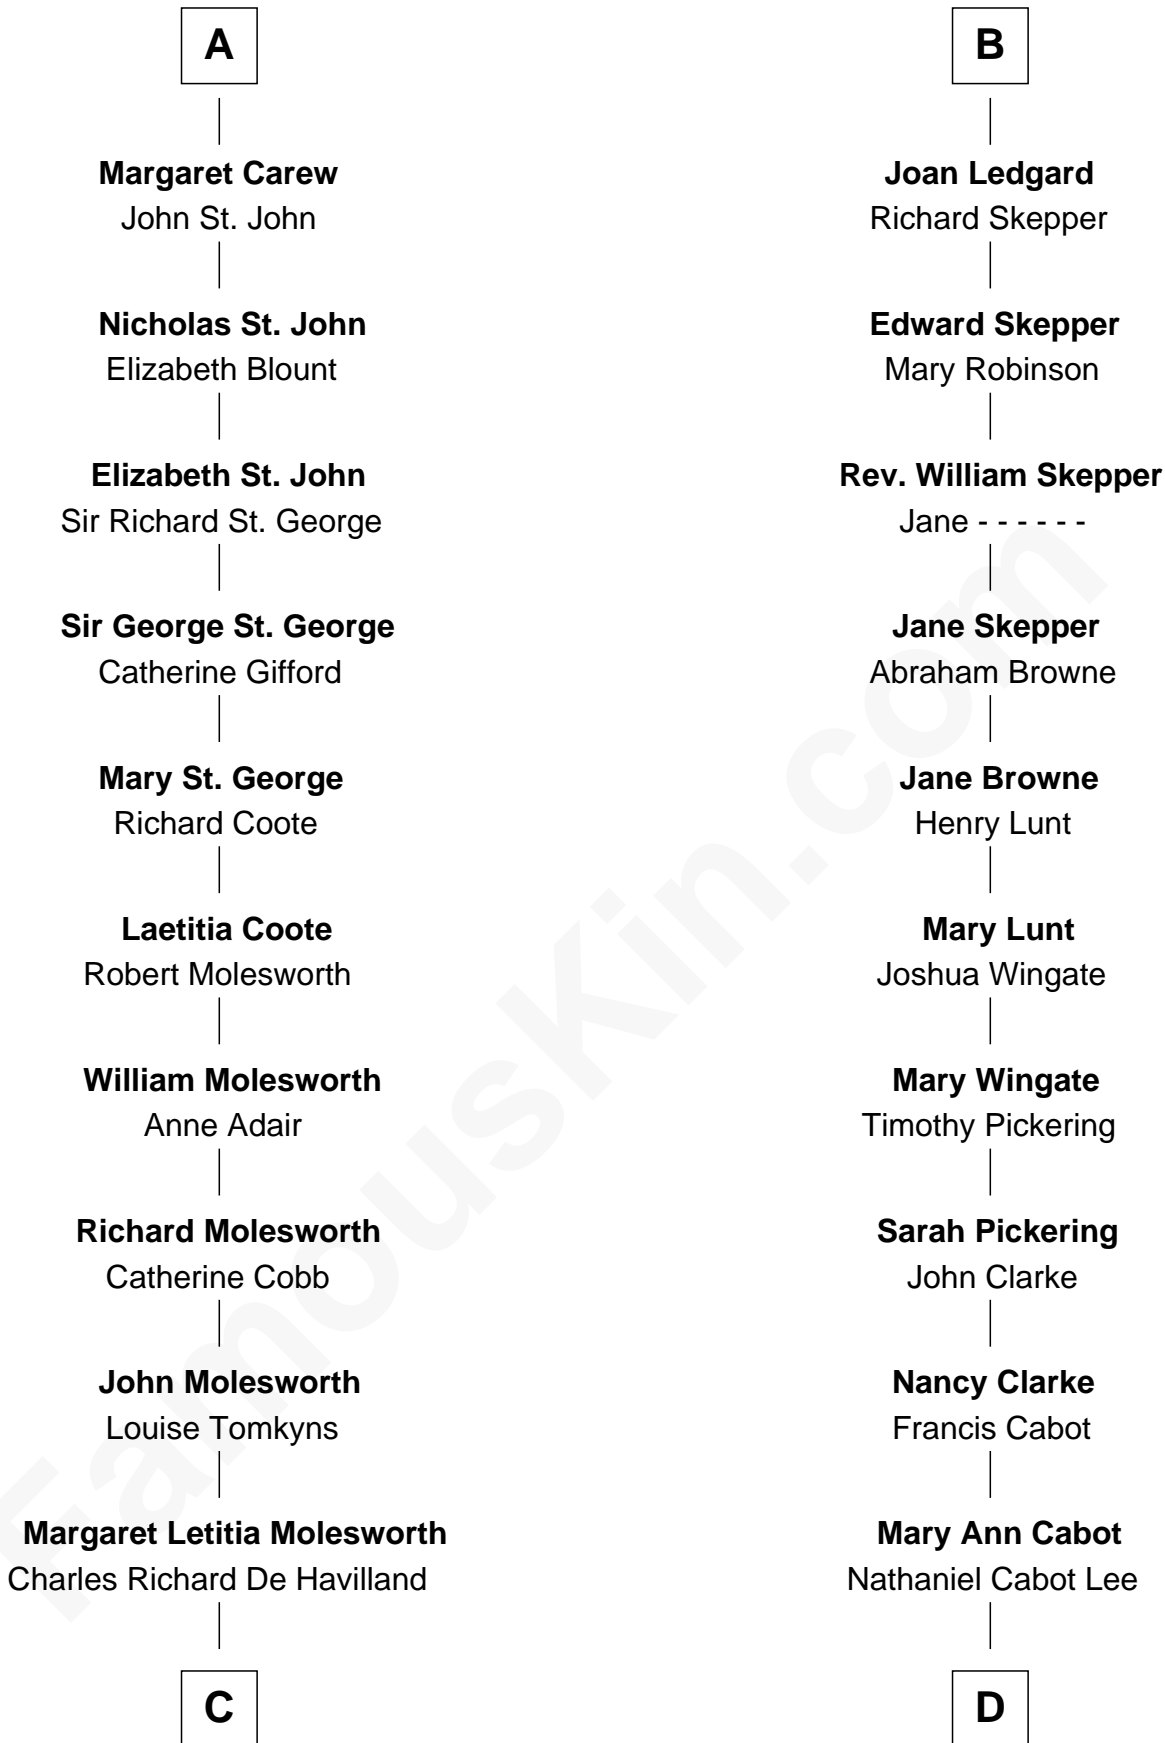 A
Margaret Carew
John St. John
Nicholas St. John
Elizabeth Blount
Elizabeth St. John
Sir Richard St. George
Sir George St. George
Catherine Gifford
Mary St. George
Richard Coote
Laetitia Coote
Robert Molesworth
William Molesworth
Anne Adair
Richard Molesworth
Catherine Cobb
John Molesworth
Louise Tomkyns
Margaret Letitia Molesworth
Charles Richard De Havilland
C
B
Joan Ledgard
Richard Skepper
Edward Skepper
Mary Robinson
Rev. William Skepper
Jane - - - - - -
Jane Skepper
Abraham Browne
Jane Browne
Henry Lunt
Mary Lunt
Joshua Wingate
Mary Wingate
Timothy Pickering
Sarah Pickering
John Clarke
Nancy Clarke
Francis Cabot
Mary Ann Cabot
Nathaniel Cabot Lee
D
FamousKin.com